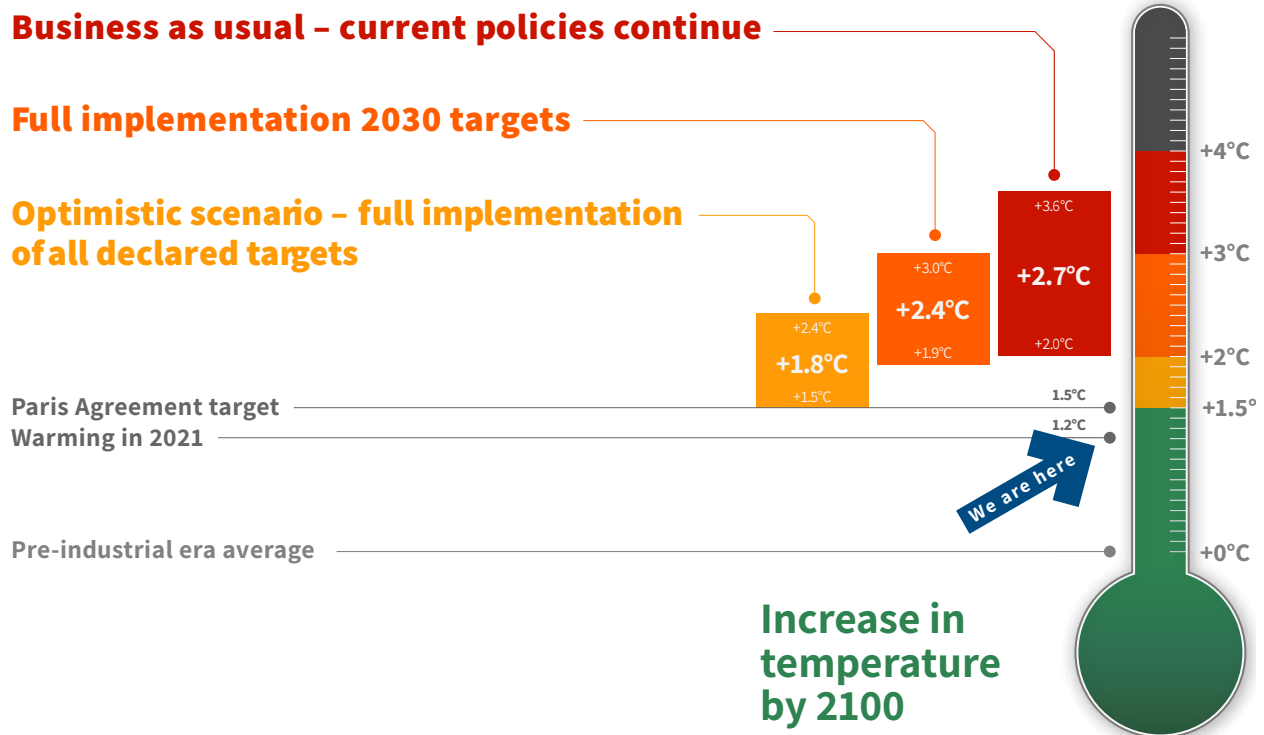 Business as usual – current policies continue
Full implementation 2030 targets
Optimistic scenario – full implementation
of all declared targets
+4°C
+3.6°C
+2.7°C
+2.0°C
+3°C
+3.0°C
+2.4°C
+1.9°C
+2.4°C
+1.8°C
+1.5°C
+2°C
Paris Agreement target
1.5°C
+1.5°
Warming in 2021
1.2°C
We are here
Pre-industrial era average
+0°C
Increase in
temperature
by 2100